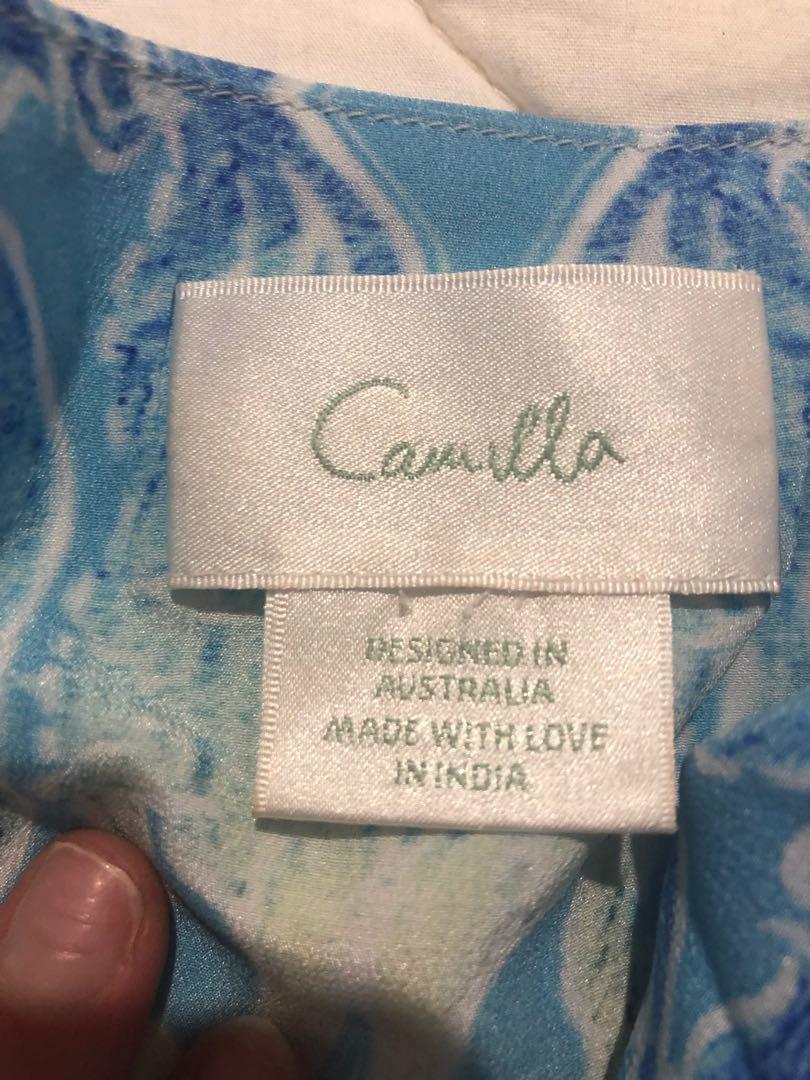 Camilla
DESIGNED IN
AUSTRALIA
MADE WITH LOVE
IN INDIA